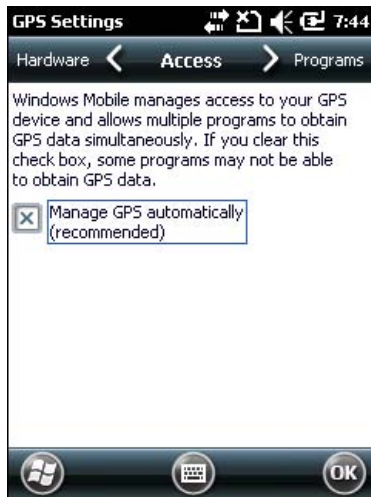 GPS Settings 7:44
Hardware Access Programs
Windows Mobile manages access to your GPS
device and allows multiple programs to obtain
GPS data simultaneously. If you clear this
check box, some programs may not be able
to obtain GPS data.
Manage GPS automatically
(recommended)
OK